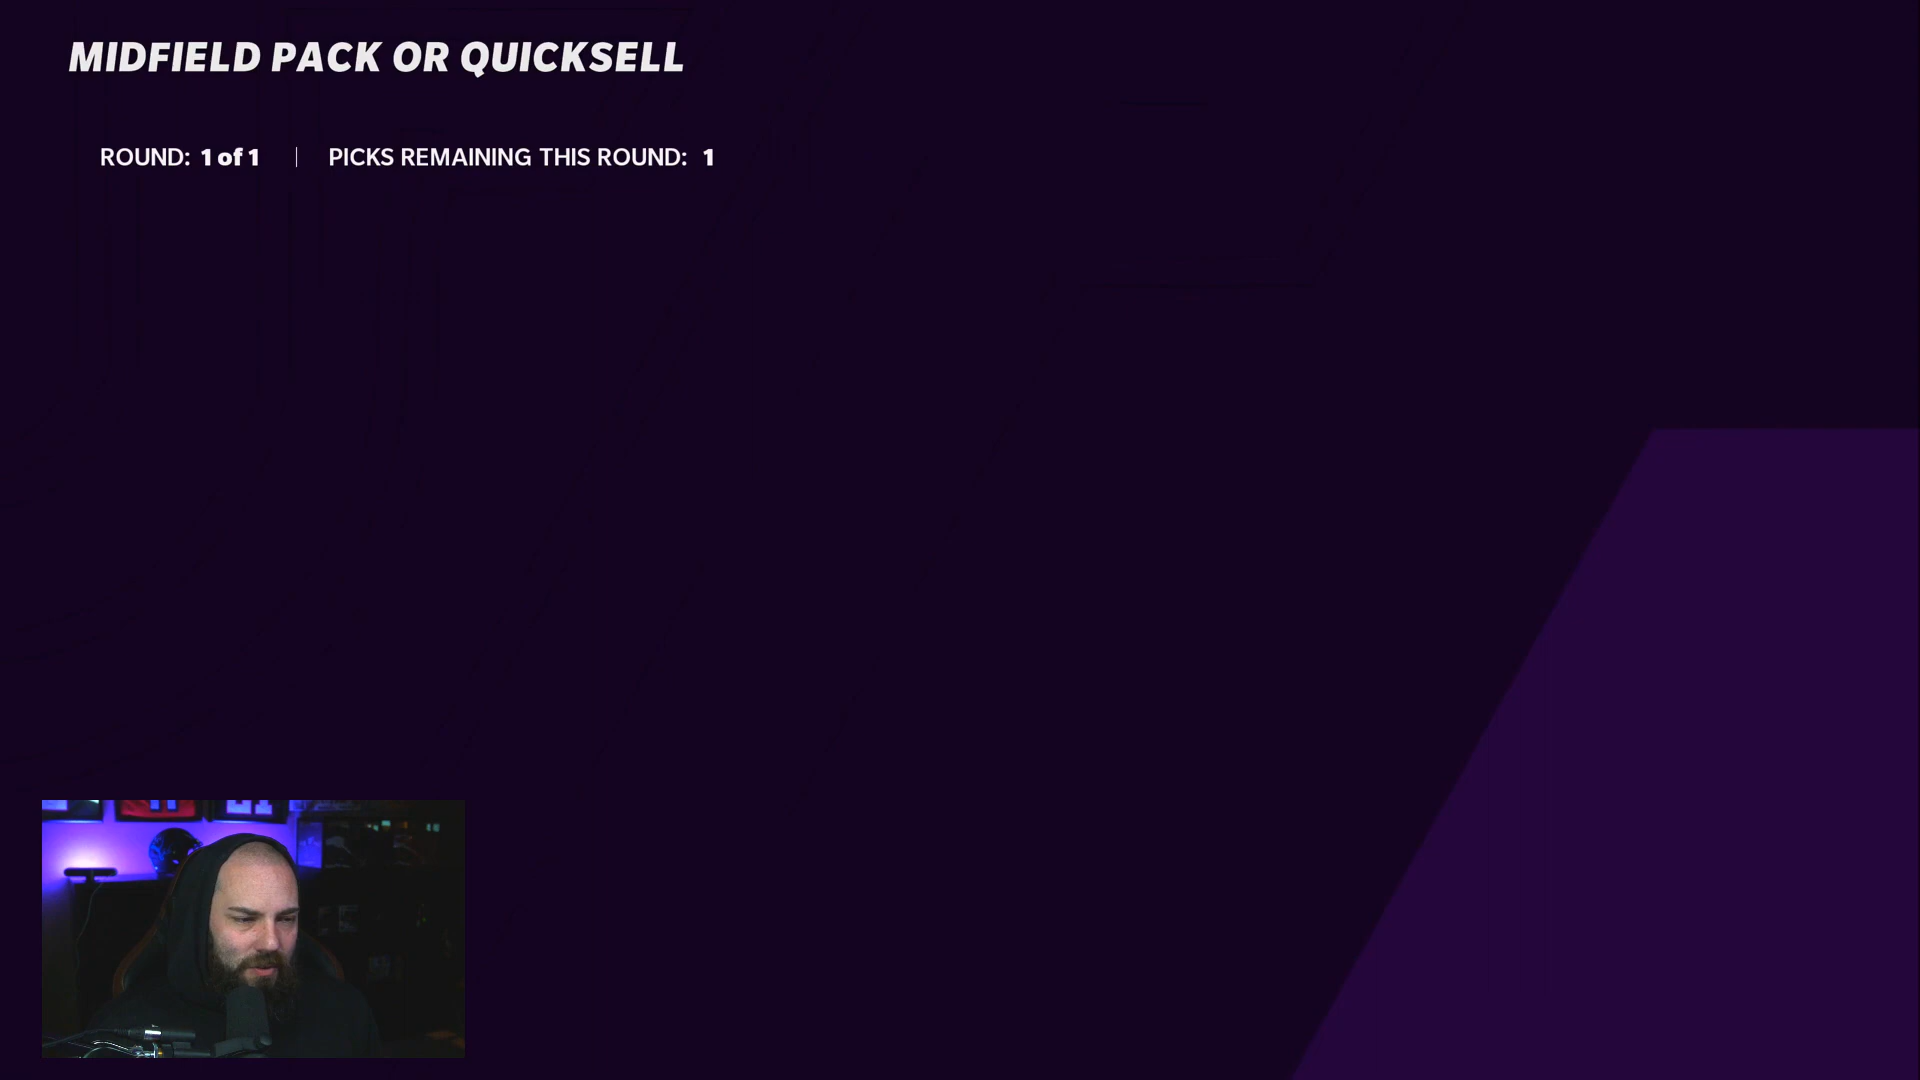 MIDFIELD PACK OR QUICKSELL
ROUND: 1 of 1 | PICKS REMAINING THIS ROUND: 1